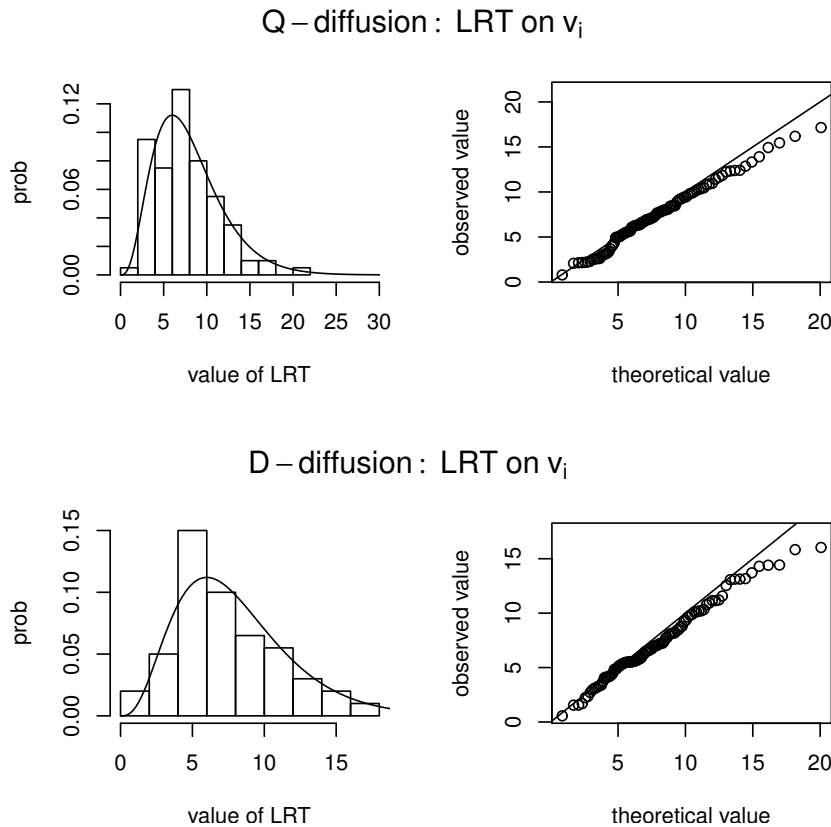 Q – diffusion : LRT on vi
prob
0.00 0.06 0.12
0 5 10 15 20 25 30
value of LRT
observed value
0 5 10 15 20
5 10 15 20
theoretical value
D – diffusion : LRT on vi
prob
0.00 0.05 0.10 0.15
0 5 10 15
value of LRT
observed value
0 5 10 15
5 10 15 20
theoretical value